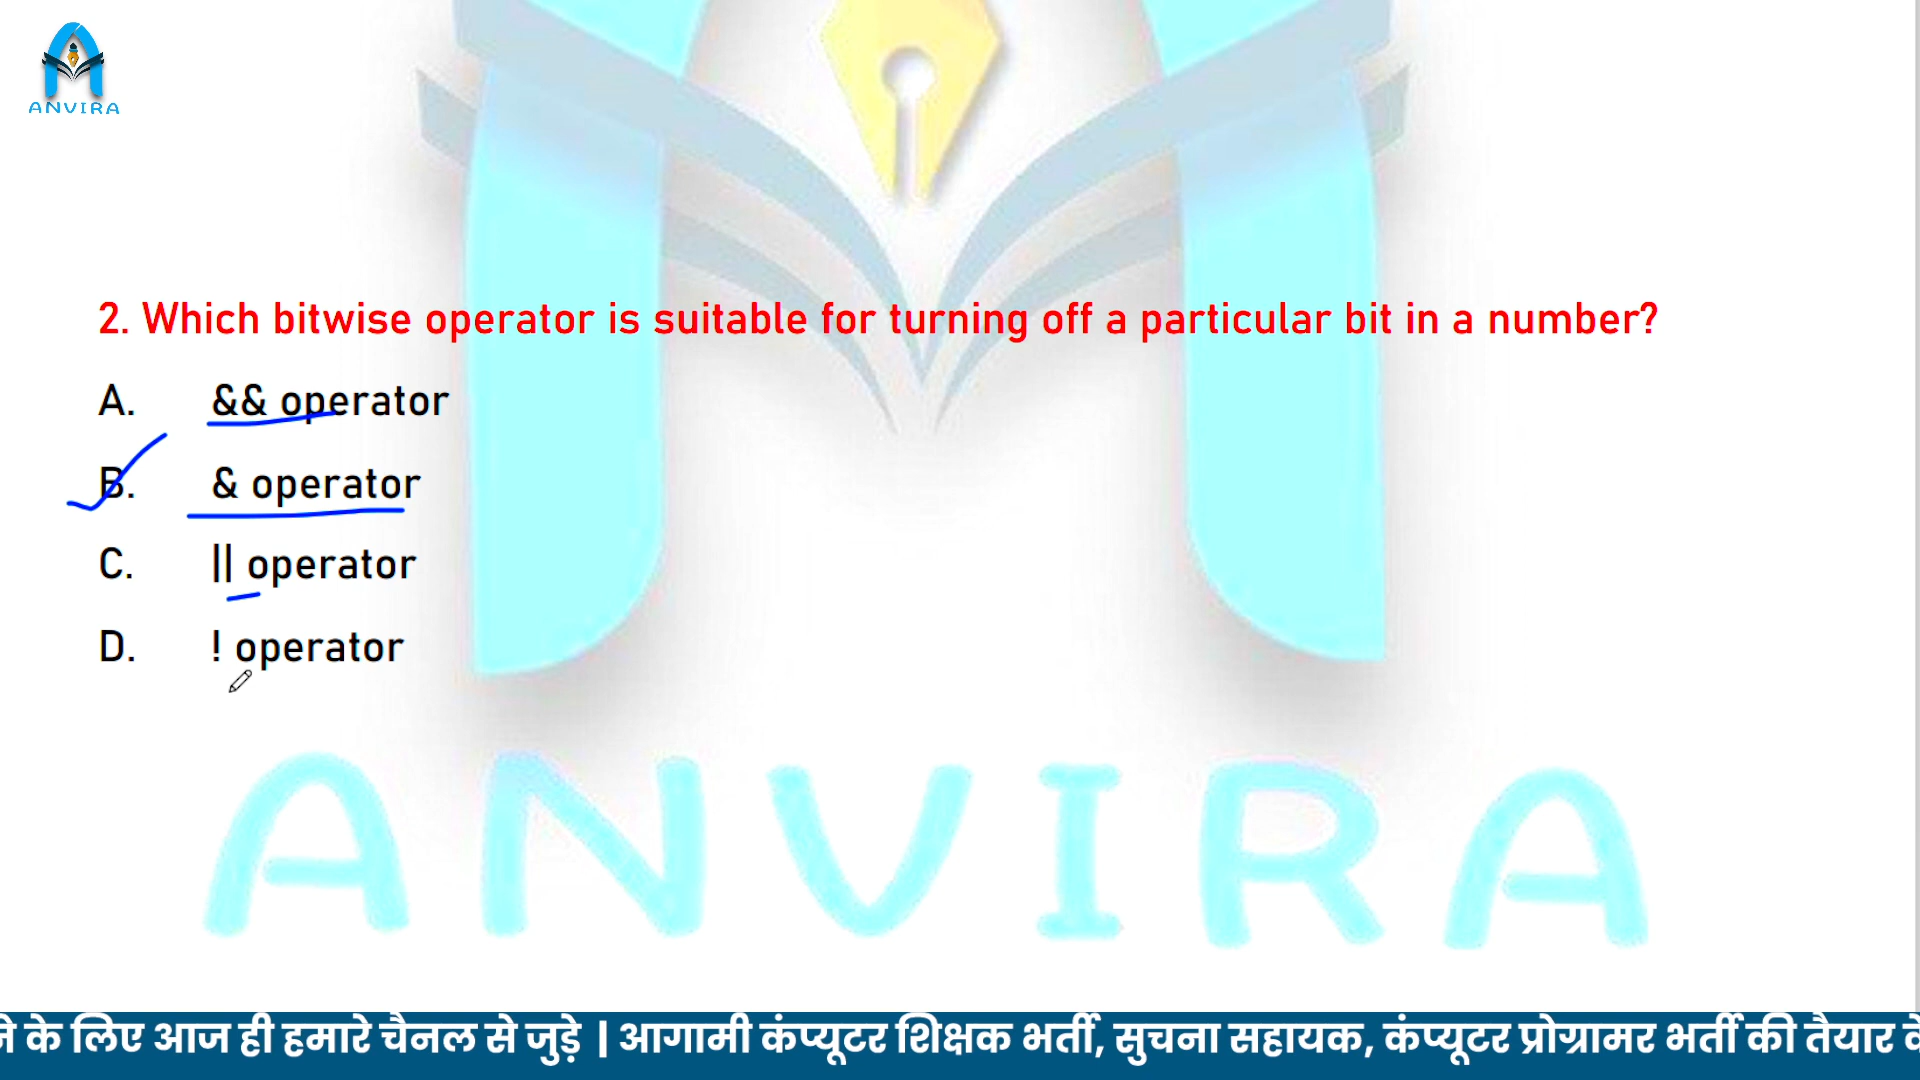 ANVIRA
2. Which bitwise operator is suitable for turning off a particular bit in a number?
A. && operator
B. & operator
C. || operator
D. ! operator
ANVIRA
के लिए आज ही हमारे चैनल से जुड़े | आगामी कंप्यूटर शिक्षक भर्ती, सुचना सहायक, कंप्यूटर प्रोग्रामर भर्ती की तैयार